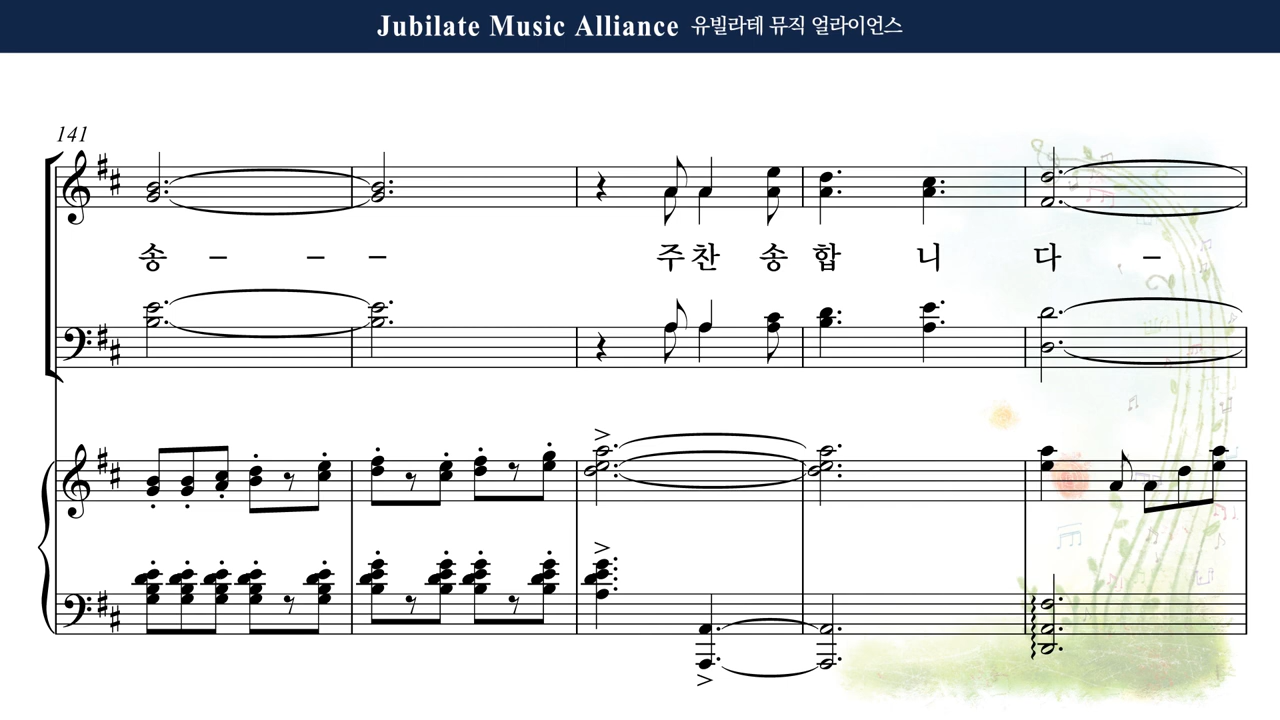 Jubilate Music Alliance 유빌라테 뮤직 얼라이언스
141
송 - - - 주 찬 송 합 니 다 -